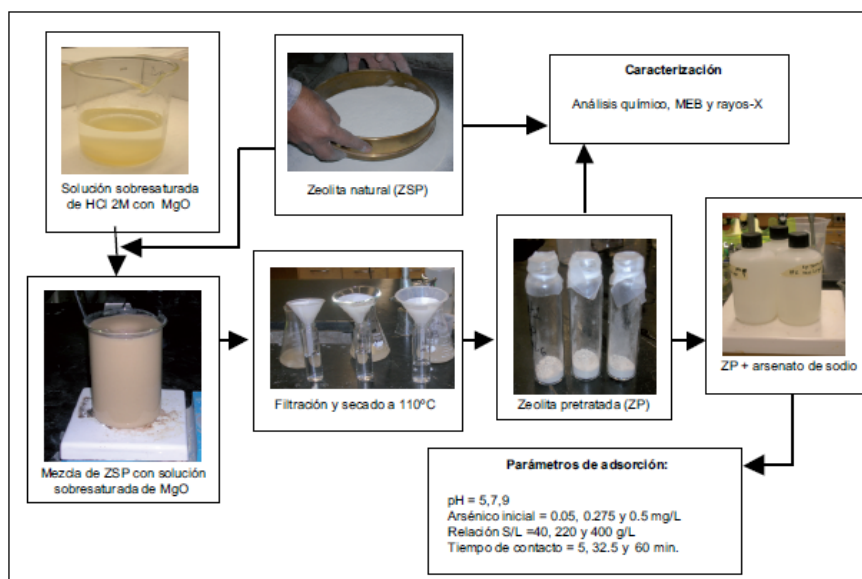 Solución sobresaturada
de HCl 2M con MgO
Zeolita natural (ZSP)
Caracterización
Análisis químico, MEB y rayos-X
Mezcla de ZSP con solución
sobresaturada de MgO
Filtración y secado a 110ºC
Zeolita pretratada (ZP)
ZP + arsenato de sodio
Parámetros de adsorción:
pH = 5,7,9
Arsénico inicial = 0.05, 0.275 y 0.5 mg/L
Relación S/L =40, 220 y 400 g/L
Tiempo de contacto = 5, 32.5 y 60 min.